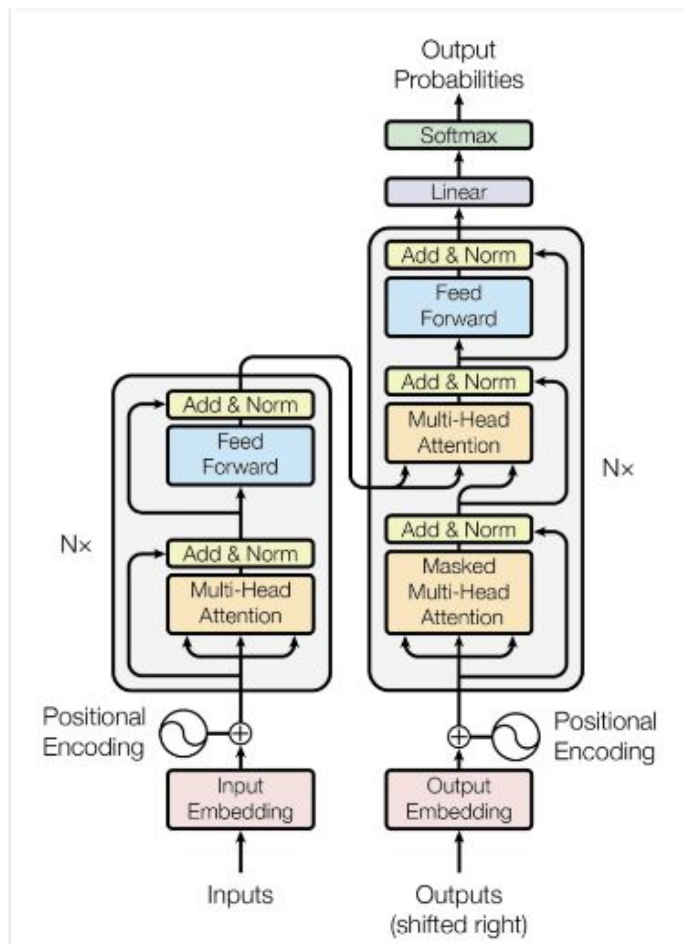 Output
Probabilities
Softmax
Linear
Add & Norm
Feed
Forward
Add & Norm
Multi-Head
Attention
Add & Norm
Masked
Multi-Head
Attention
N×
Add & Norm
Feed
Forward
Add & Norm
Multi-Head
Attention
N×
Positional
Encoding
Positional
Encoding
Input
Embedding
Output
Embedding
Inputs
Outputs
(shifted right)